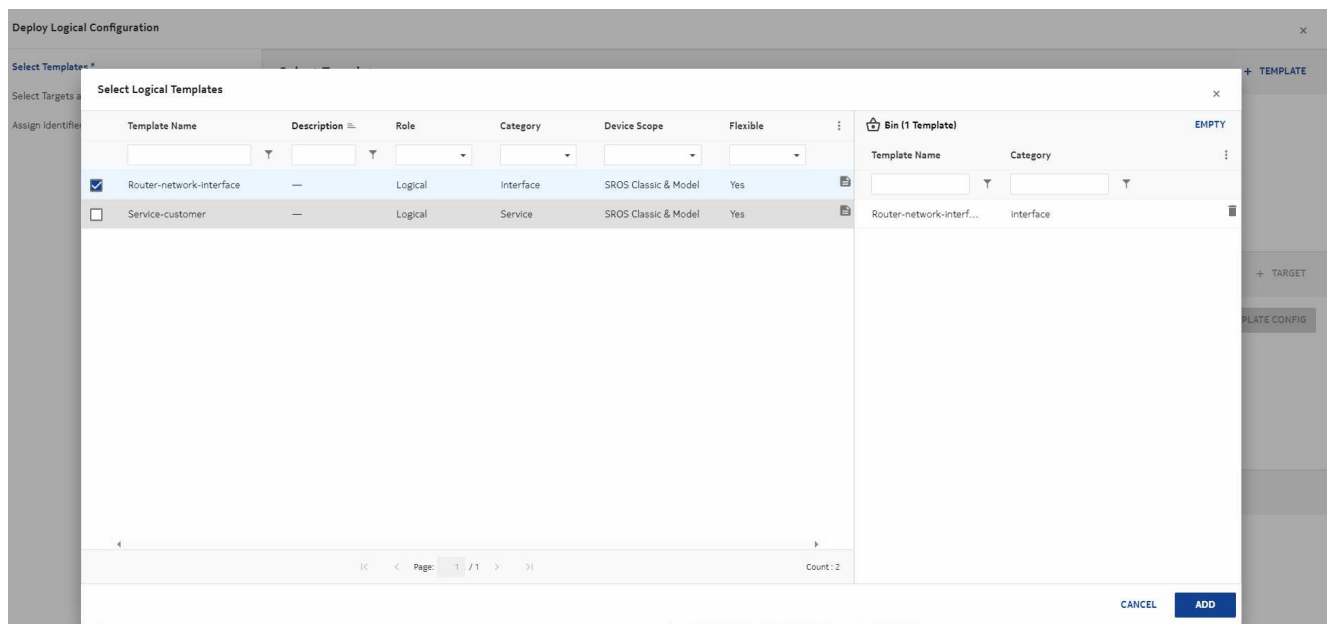 Deploy Logical Configuration
Select Templates *
+ TEMPLATE
Select Targets a
Assign Identifier
Select Logical Templates
Template Name Description Role Category Device Scope Flexible
Router-network-interface — Logical Interface SROS Classic & Model Yes
Service-customer — Logical Service SROS Classic & Model Yes
Page: 1 / 1
Count : 2
Bin (1 Template) EMPTY
Template Name Category
Router-network-interf... Interface
+ TARGET
PLATE CONFIG
CANCEL ADD